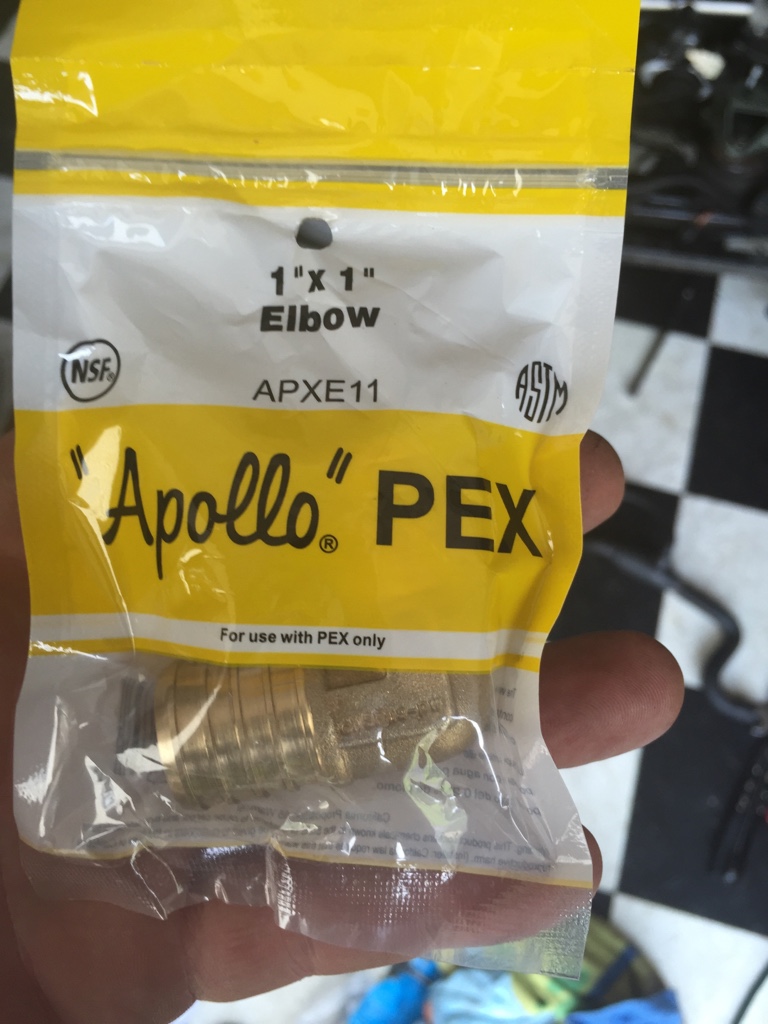 1"x 1"
Elbow
NSF®
APXE11
ASTM
"Apollo"® PEX
For use with PEX only